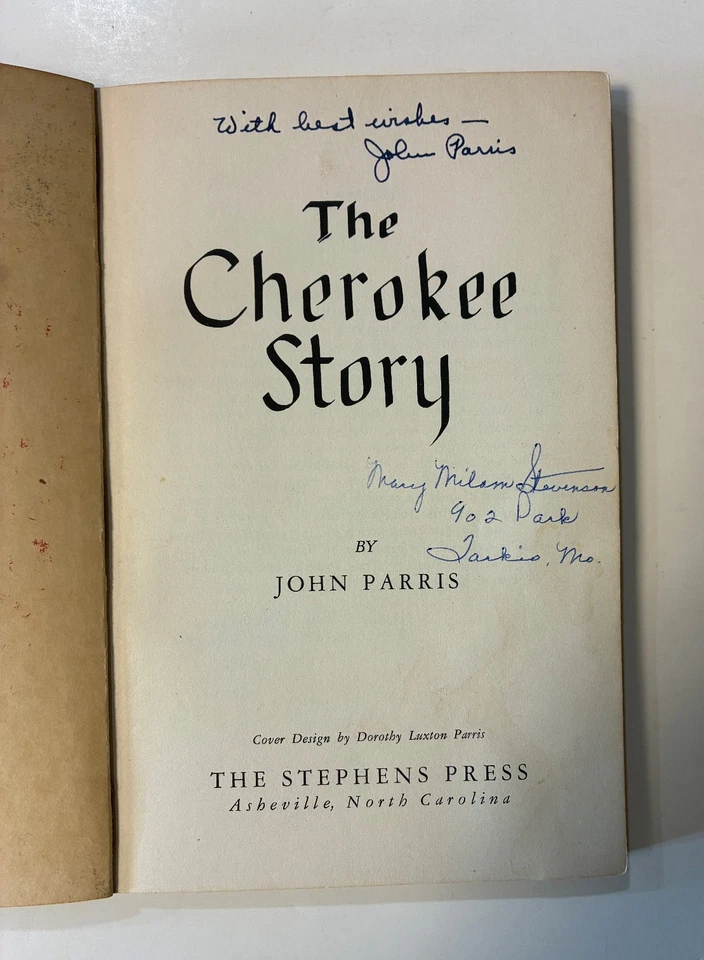 With best wishes —
John Parris
The
Cherokee
Story
Mary Milam Stevenson
902 Park
Tarkio, Mo.
BY
JOHN PARRIS
Cover Design by Dorothy Luxton Parris
THE STEPHENS PRESS
Asheville, North Carolina